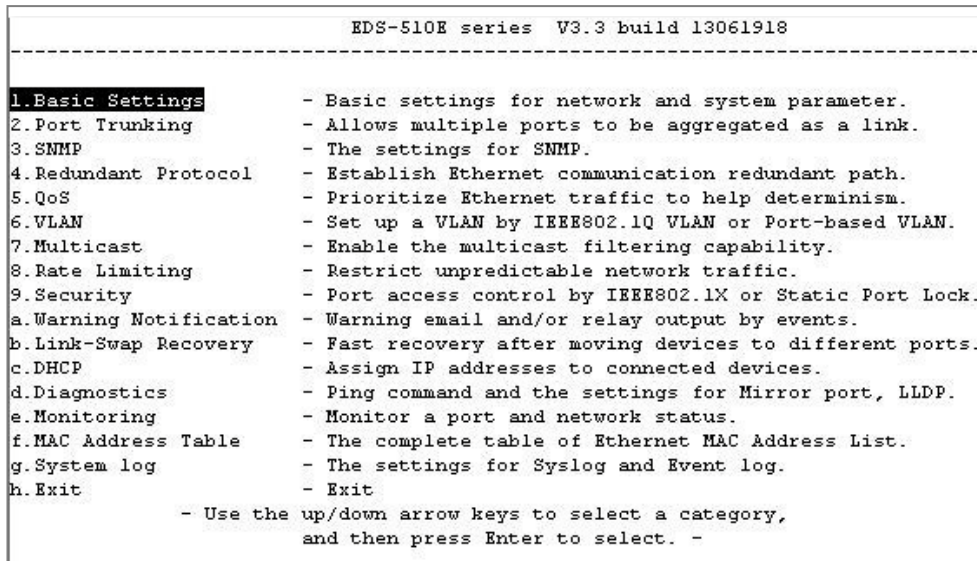 EDS-510E series  V3.3 build 13061918
--------------------------------------------------------------------------------
1.Basic Settings - Basic settings for network and system parameter.
2.Port Trunking - Allows multiple ports to be aggregated as a link.
3.SNMP - The settings for SNMP.
4.Redundant Protocol - Establish Ethernet communication redundant path.
5.QoS - Prioritize Ethernet traffic to help determinism.
6.VLAN - Set up a VLAN by IEEE802.1Q VLAN or Port-based VLAN.
7.Multicast - Enable the multicast filtering capability.
8.Rate Limiting - Restrict unpredictable network traffic.
9.Security - Port access control by IEEE802.1X or Static Port Lock.
a.Warning Notification - Warning email and/or relay output by events.
b.Link-Swap Recovery - Fast recovery after moving devices to different ports.
c.DHCP - Assign IP addresses to connected devices.
d.Diagnostics - Ping command and the settings for Mirror port, LLDP.
e.Monitoring - Monitor a port and network status.
f.MAC Address Table - The complete table of Ethernet MAC Address List.
g.System log - The settings for Syslog and Event log.
h.Exit - Exit
- Use the up/down arrow keys to select a category,
and then press Enter to select. -